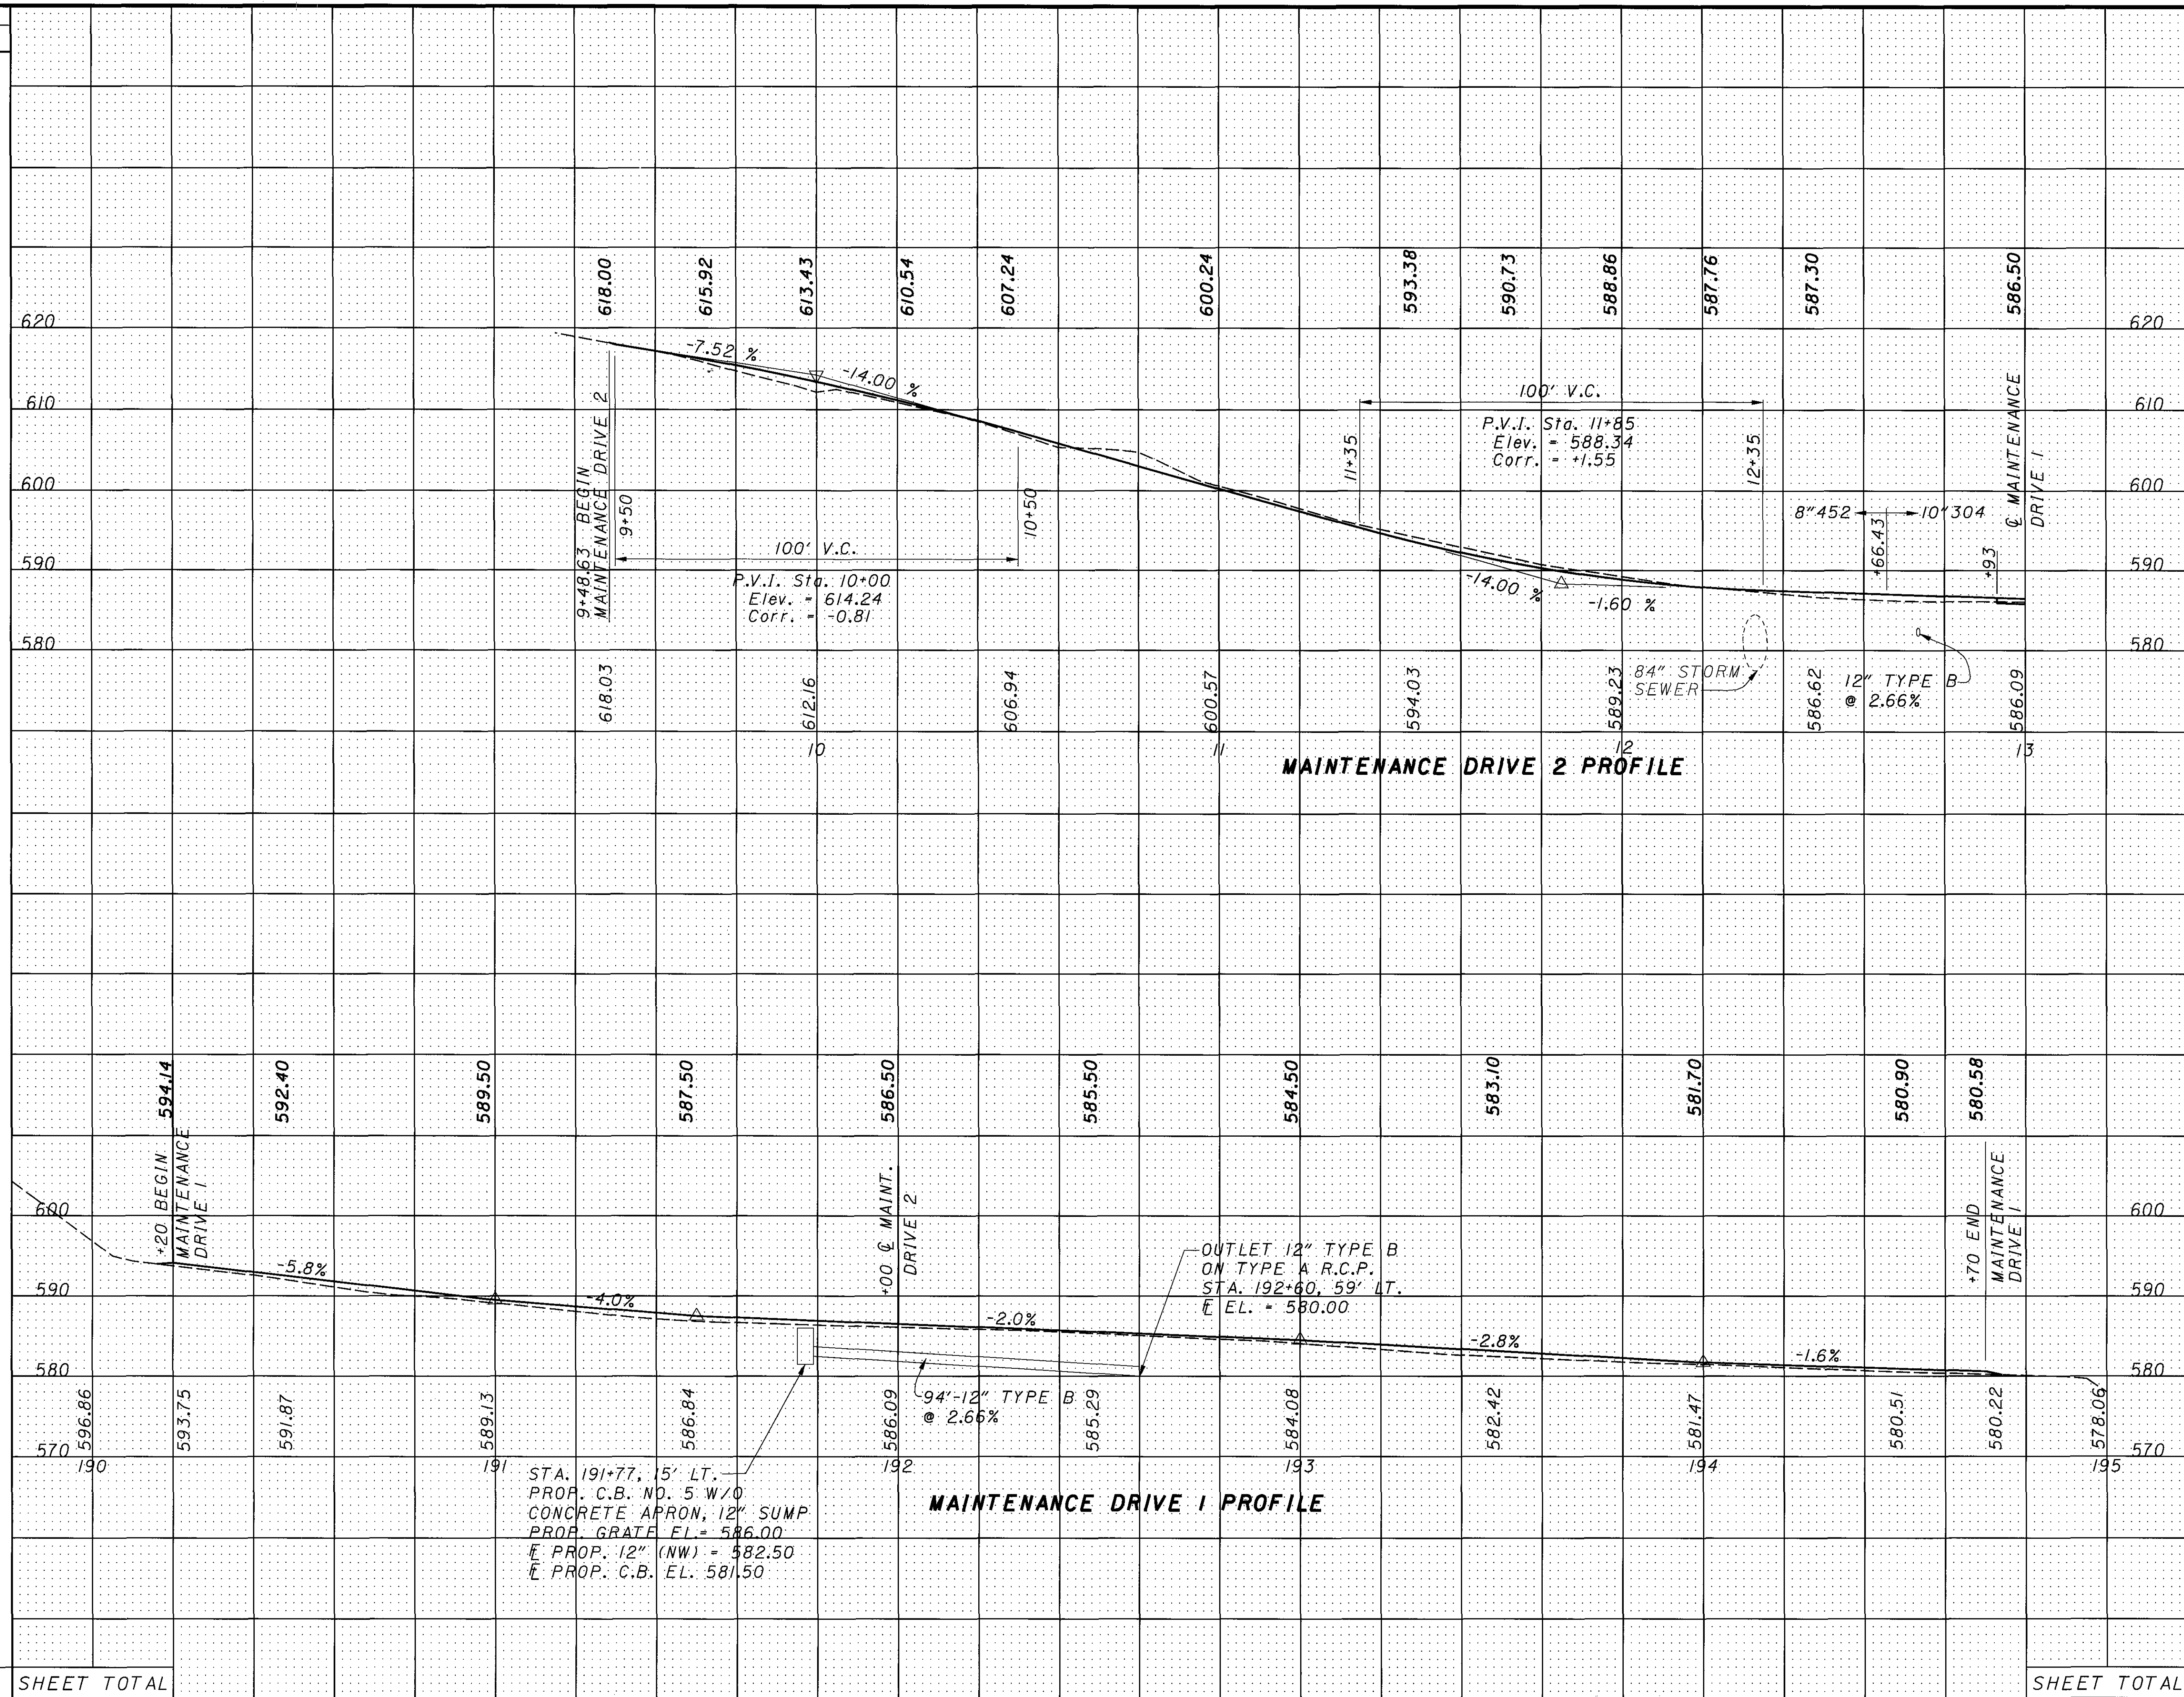 618.00
615.92
613.43
610.54
607.24
600.24
593.38
590.73
588.86
587.76
587.30
586.50
620
620
-7.52 %
-14.00 %
610
610
9+48.63 BEGIN
MAINTENANCE DRIVE 2
9+50
100' V.C.
10+50
P.V.I. Sta. 10+00
Elev. = 614.24
Corr. = -0.81
11+35
100' V.C.
P.V.I. Sta. 11+85
Elev. = 588.34
Corr. = +1.55
12+35
℄ MAINTENANCE
DRIVE 1
600
600
8"452
10"304
+66.43
+93
590
590
-14.00 %
-1.60 %
580
580
84" STORM
SEWER
12" TYPE B
@ 2.66%
618.03
612.16
606.94
600.57
594.03
589.23
586.62
586.09
10
11
12
13
MAINTENANCE DRIVE 2 PROFILE
594.14
592.40
589.50
587.50
586.50
585.50
584.50
583.10
581.70
580.90
580.58
+20 BEGIN
MAINTENANCE
DRIVE 1
+00 ℄ MAINT.
DRIVE 2
+70 END
MAINTENANCE
DRIVE 1
600
600
-5.8%
-4.0%
-2.0%
-2.8%
-1.6%
OUTLET 12" TYPE B
ON TYPE A R.C.P.
STA. 192+60, 59' LT.
FL EL. = 580.00
590
590
580
580
94'-12" TYPE B
@ 2.66%
596.86
593.75
591.87
589.13
586.84
586.09
585.29
584.08
582.42
581.47
580.51
580.22
578.06
570
570
190
191
192
193
194
195
STA. 191+77, 15' LT.
PROP. C.B. NO. 5 W/O
CONCRETE APRON, 12" SUMP
PROP. GRATE EL.= 586.00
FL PROP. 12" (NW) = 582.50
FL PROP. C.B. EL. 581.50
MAINTENANCE DRIVE 1 PROFILE
SHEET TOTAL
SHEET TOTAL